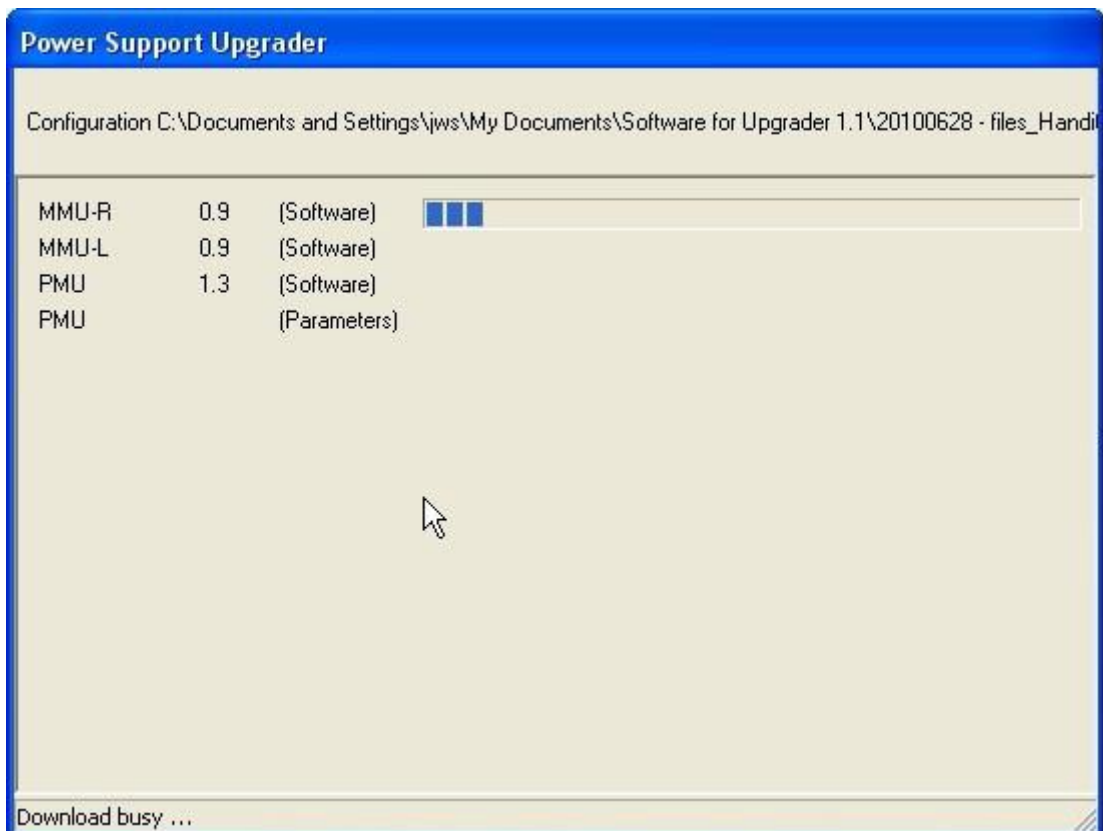 Power Support Upgrader
Configuration C:\Documents and Settings\jws\My Documents\Software for Upgrader 1.1\20100628 - files_Handi
MMU-R 0.9 (Software)
MMU-L 0.9 (Software)
PMU 1.3 (Software)
PMU (Parameters)
Download busy ...